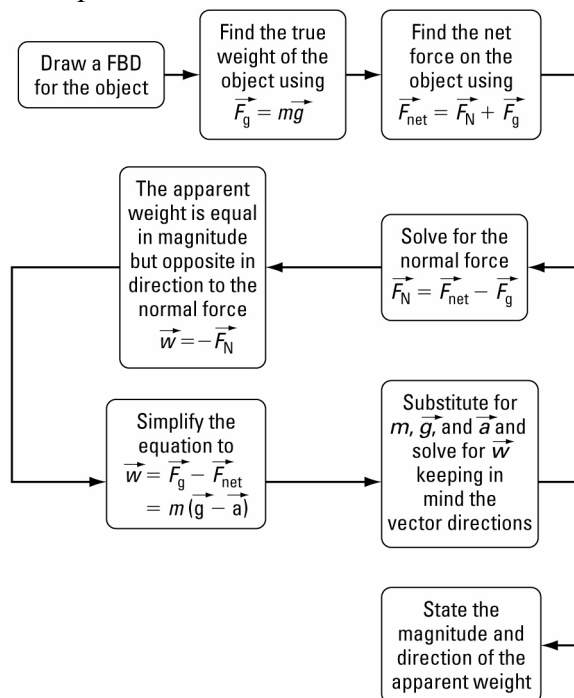 Draw a FBD
for the object
Find the true
weight of the
object using
F⃗g = mg⃗
Find the net
force on the
object using
F⃗net = F⃗N + F⃗g
Solve for the
normal force
F⃗N = F⃗net − F⃗g
The apparent
weight is equal
in magnitude
but opposite in
direction to the
normal force
w⃗ = −F⃗N
Simplify the
equation to
w⃗ = F⃗g − F⃗net
= m(g⃗ − a⃗)
Substitute for
m, g⃗, and a⃗ and
solve for w⃗
keeping in
mind the
vector directions
State the
magnitude and
direction of the
apparent weight